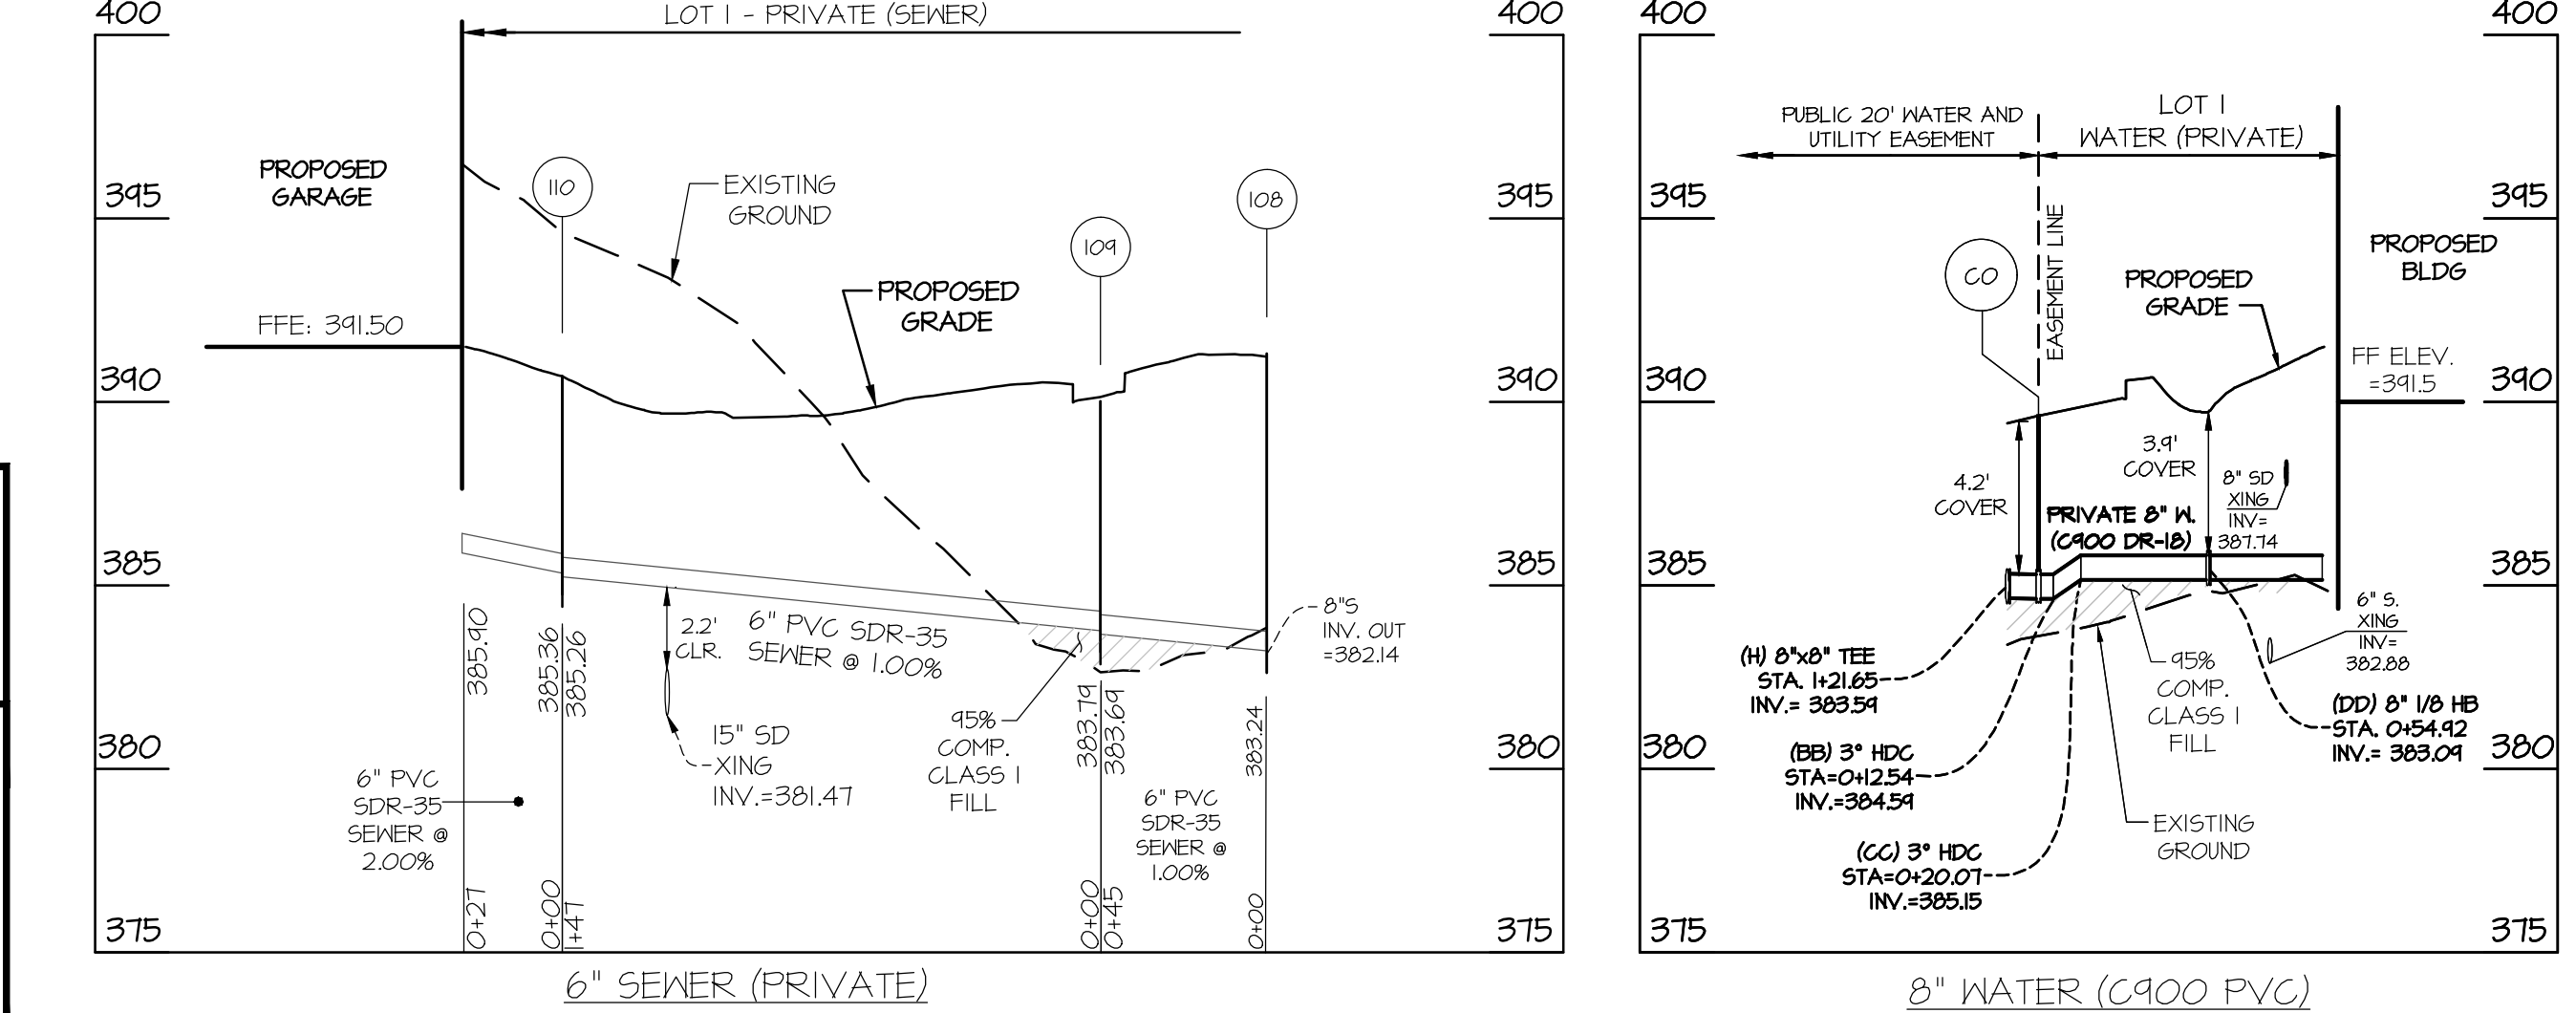 LOT 1 - PRIVATE (SEWER)
400
400
395
395
390
390
385
385
380
380
375
375
PROPOSED
GARAGE
FFE: 391.50
110
109
108
EXISTING
GROUND
PROPOSED
GRADE
385.90
385.36
385.26
2.2'
CLR.
6" PVC SDR-35
SEWER @ 1.00%
15" SD
XING
INV.=381.47
95%
COMP.
CLASS 1
FILL
383.79
383.69
383.24
8"S
INV. OUT
=382.14
6" PVC
SDR-35
SEWER @
2.00%
6" PVC
SDR-35
SEWER @
1.00%
0+27
0+00
1+47
0+00
0+45
0+00
6" SEWER (PRIVATE)
400
400
395
395
390
390
385
385
380
380
375
375
PUBLIC 20' WATER AND
UTILITY EASEMENT
LOT 1
WATER (PRIVATE)
CO
EASEMENT LINE
PROPOSED
GRADE
PROPOSED
BLDG
FF ELEV.
=391.5
4.2'
COVER
3.9'
COVER
8" SD
XING
INV=
387.74
PRIVATE 8" W.
(C900 DR-18)
(H) 8"x8" TEE
STA. 1+21.65
INV.= 383.59
(BB) 3° HDC
STA=0+12.54
INV.=384.59
(CC) 3° HDC
STA=0+20.07
INV.=385.15
95%
COMP.
CLASS 1
FILL
EXISTING
GROUND
6" S.
XING
INV=
382.88
(DD) 8" 1/8 HB
STA. 0+54.92
INV.= 383.09
8" WATER (C900 PVC)